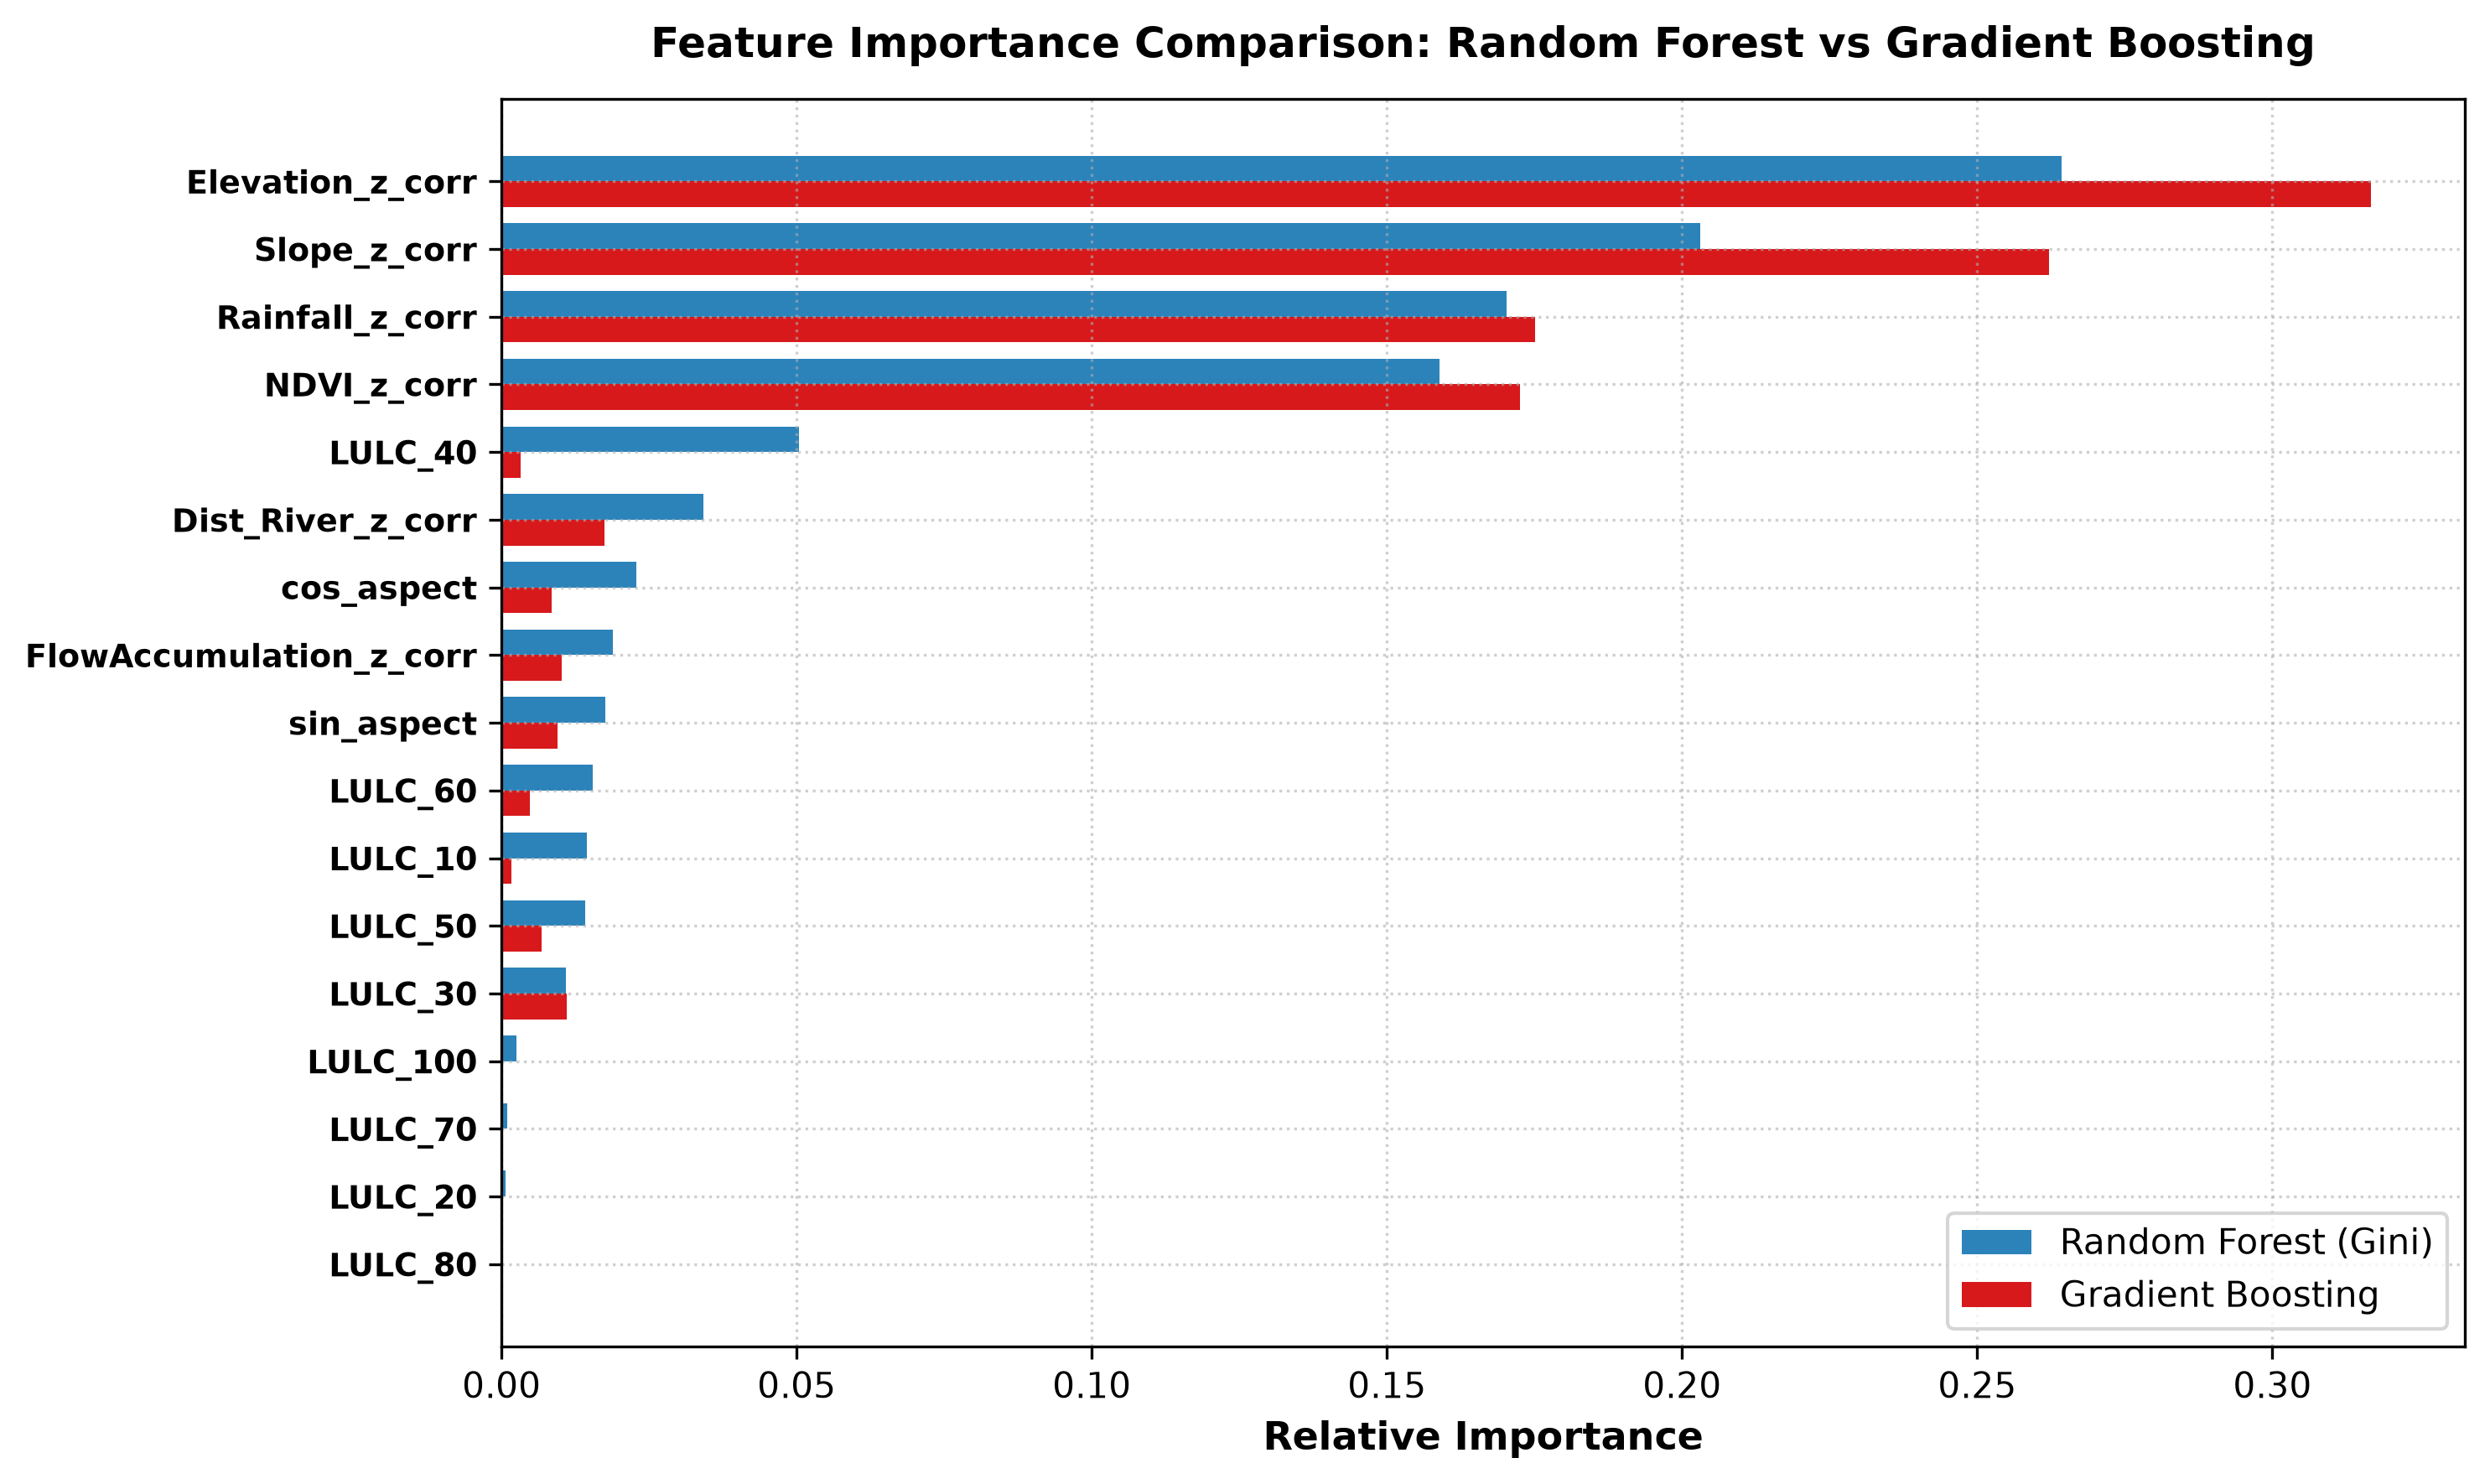 Feature Importance Comparison: Random Forest vs Gradient Boosting
Elevation_z_corr
Slope_z_corr
Rainfall_z_corr
NDVI_z_corr
LULC_40
Dist_River_z_corr
cos_aspect
FlowAccumulation_z_corr
sin_aspect
LULC_60
LULC_10
LULC_50
LULC_30
LULC_100
LULC_70
LULC_20
LULC_80
Random Forest (Gini)
Gradient Boosting
0.00 0.05 0.10 0.15 0.20 0.25 0.30
Relative Importance